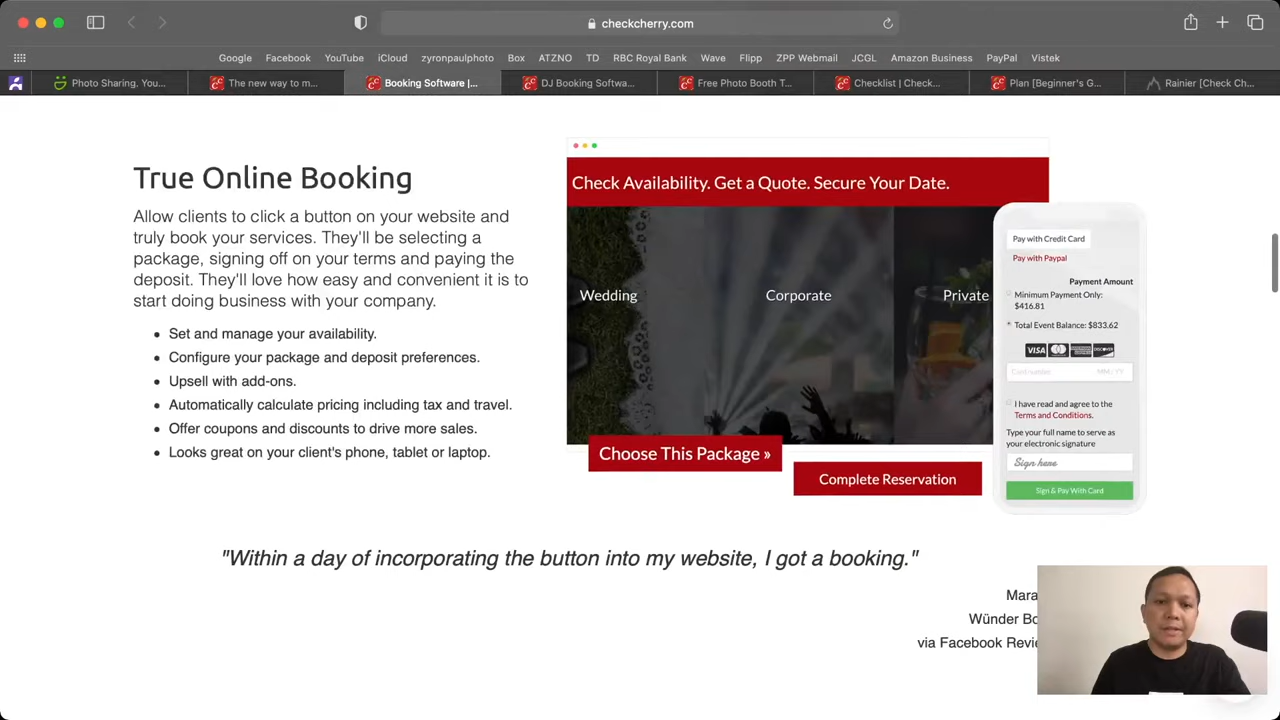 checkcherry.com
Google Facebook YouTube iCloud zyronpaulphoto Box ATZNO TD RBC Royal Bank Wave Flipp ZPP Webmail JCGL Amazon Business PayPal Vistek
Photo Sharing, You...
The new way to m...
Booking Software |...
DJ Booking Softwa...
Free Photo Booth T...
Checklist | Check...
Plan [Beginner's G...
Rainier [Check Ch...
True Online Booking
Allow clients to click a button on your website and
truly book your services. They'll be selecting a
package, signing off on your terms and paying the
deposit. They'll love how easy and convenient it is to
start doing business with your company.
Set and manage your availability.
Configure your package and deposit preferences.
Upsell with add-ons.
Automatically calculate pricing including tax and travel.
Offer coupons and discounts to drive more sales.
Looks great on your client's phone, tablet or laptop.
Check Availability. Get a Quote. Secure Your Date.
Wedding
Corporate
Private
Choose This Package »
Complete Reservation
Pay with Credit Card
Pay with Paypal
Payment Amount
Minimum Payment Only:
$416.81
Total Event Balance: $833.62
VISA
DISCOVER
Card number MM / YY
I have read and agree to the
Terms and Conditions.
Type your full name to serve as
your electronic signature
Sign here
Sign & Pay With Card
"Within a day of incorporating the button into my website, I got a booking."
Mara
Wünder Bo
via Facebook Revie